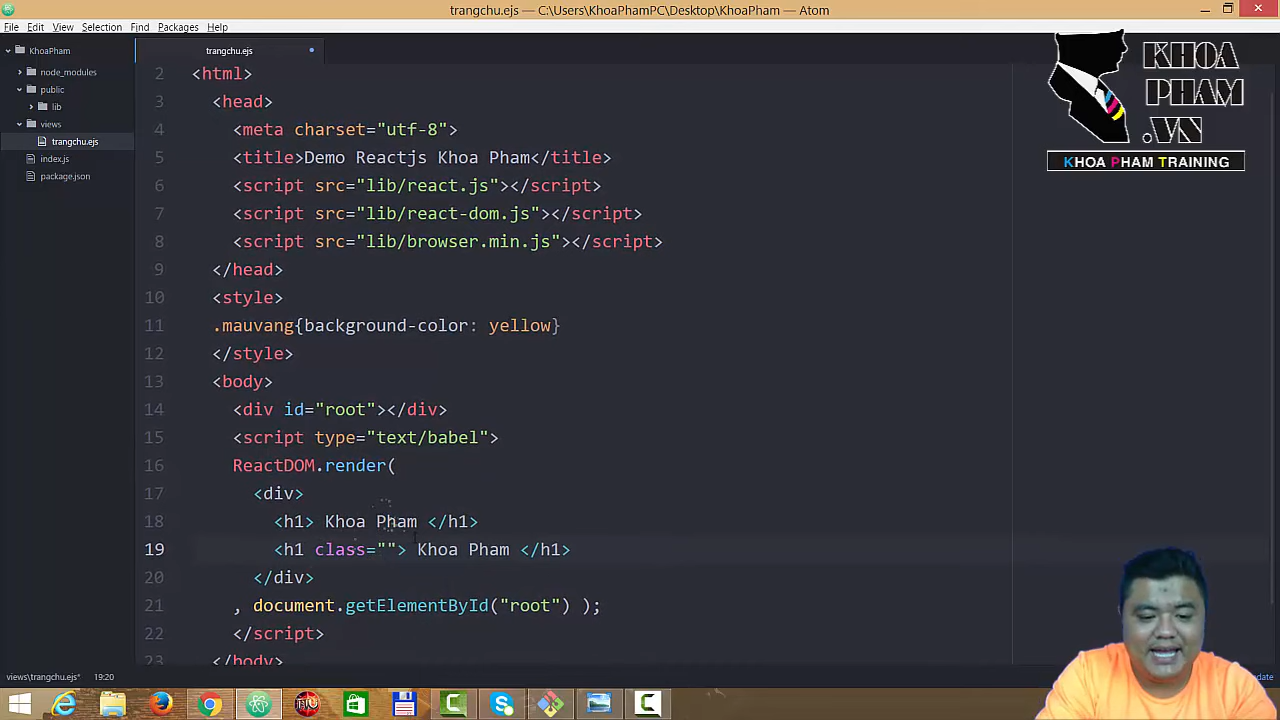 trangchu.ejs — C:\Users\KhoaPhamPC\Desktop\KhoaPham — Atom
File Edit View Selection Find Packages Help
KhoaPham
node_modules
public
lib
views
trangchu.ejs
index.js
package.json
trangchu.ejs
2 <html>
3 <head>
4 <meta charset="utf-8">
5 <title>Demo Reactjs Khoa Pham</title>
6 <script src="lib/react.js"></script>
7 <script src="lib/react-dom.js"></script>
8 <script src="lib/browser.min.js"></script>
9 </head>
10 <style>
11 .mauvang{background-color: yellow}
12 </style>
13 <body>
14 <div id="root"></div>
15 <script type="text/babel">
16 ReactDOM.render(
17 <div>
18 <h1> Khoa Pham </h1>
19 <h1 class=""> Khoa Pham </h1>
20 </div>
21 , document.getElementById("root") );
22 </script>
23 </body>
KHOA
PHAM
.VN
KHOA PHAM TRAINING
views\trangchu.ejs* 19:20